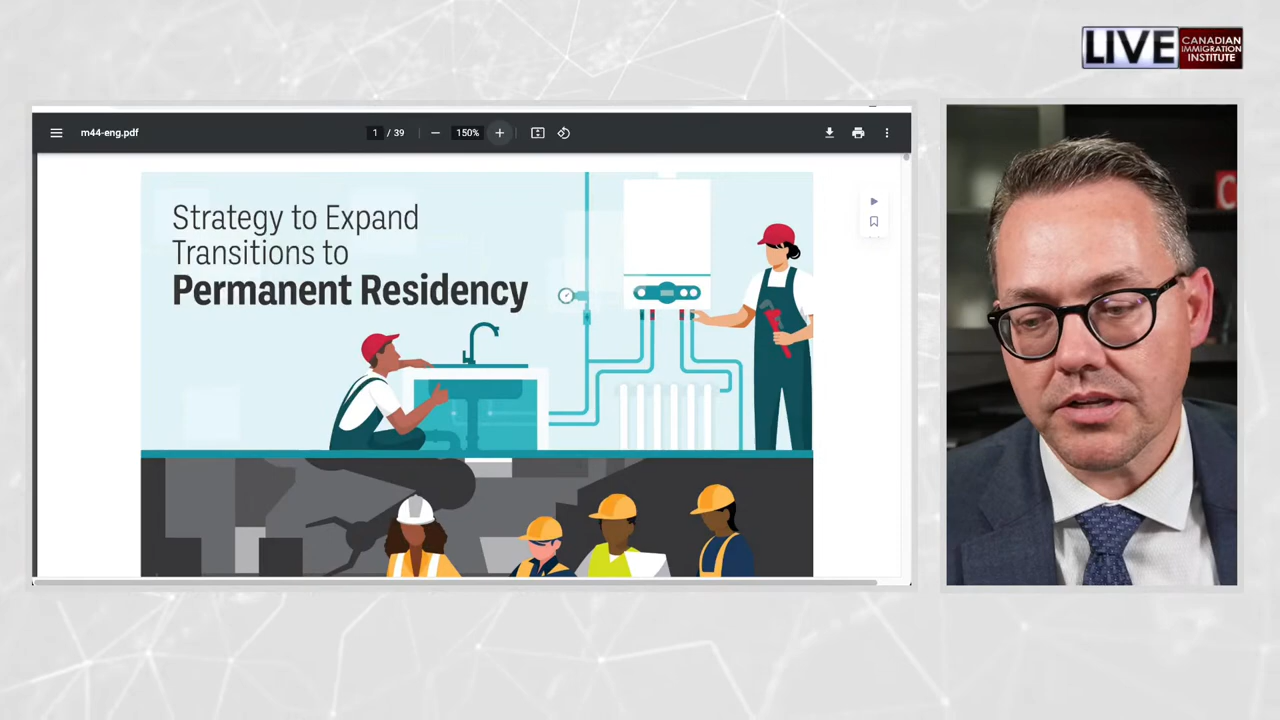 LIVE
CANADIAN
IMMIGRATION
INSTITUTE
m44-eng.pdf
1 / 39
150%
Strategy to Expand
Transitions to
Permanent Residency
C